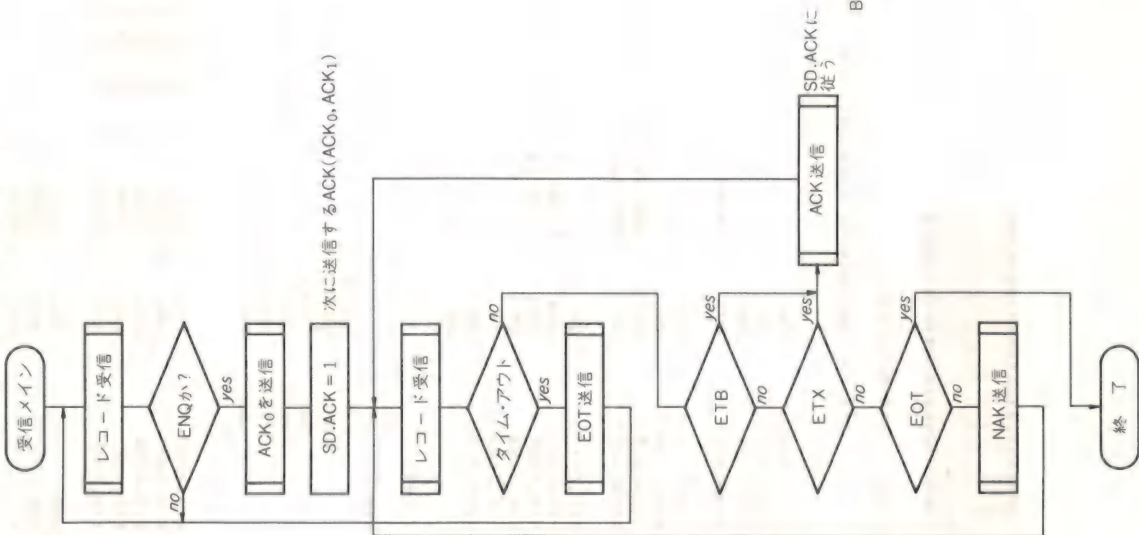 受信メイン
レコード受信
ENQか?
no
yes
ACK₀を送信
SD.ACK = 1
次に送信するACK(ACK₀, ACK₁)
レコード受信
タイム・アウト
no
yes
EOT送信
ETB
yes
no
ETX
yes
no
EOT
yes
no
NAK送信
ACK送信
SD.ACKに
従う
B
終 了